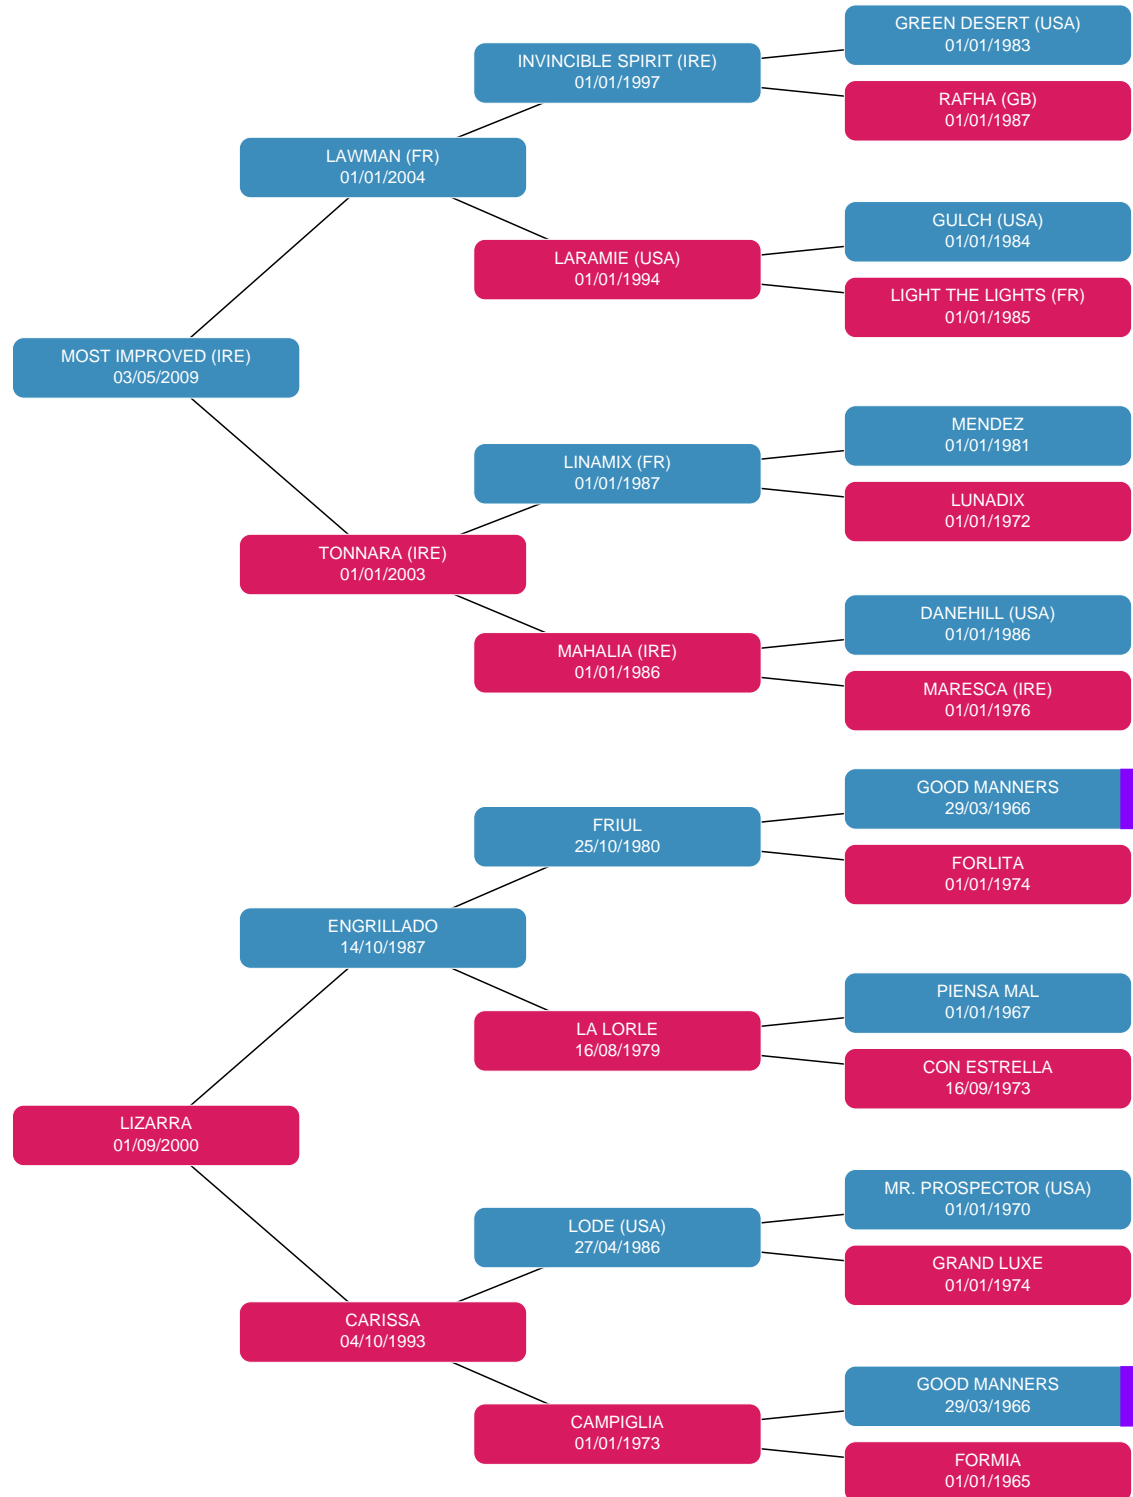 GREEN DESERT (USA)
01/01/1983
INVINCIBLE SPIRIT (IRE)
01/01/1997
RAFHA (GB)
01/01/1987
LAWMAN (FR)
01/01/2004
GULCH (USA)
01/01/1984
LARAMIE (USA)
01/01/1994
LIGHT THE LIGHTS (FR)
01/01/1985
MOST IMPROVED (IRE)
03/05/2009
MENDEZ
01/01/1981
LINAMIX (FR)
01/01/1987
LUNADIX
01/01/1972
TONNARA (IRE)
01/01/2003
DANEHILL (USA)
01/01/1986
MAHALIA (IRE)
01/01/1986
MARESCA (IRE)
01/01/1976
GOOD MANNERS
29/03/1966
FRIUL
25/10/1980
FORLITA
01/01/1974
ENGRILLADO
14/10/1987
PIENSA MAL
01/01/1967
LA LORLE
16/08/1979
CON ESTRELLA
16/09/1973
LIZARRA
01/09/2000
MR. PROSPECTOR (USA)
01/01/1970
LODE (USA)
27/04/1986
GRAND LUXE
01/01/1974
CARISSA
04/10/1993
GOOD MANNERS
29/03/1966
CAMPIGLIA
01/01/1973
FORMIA
01/01/1965